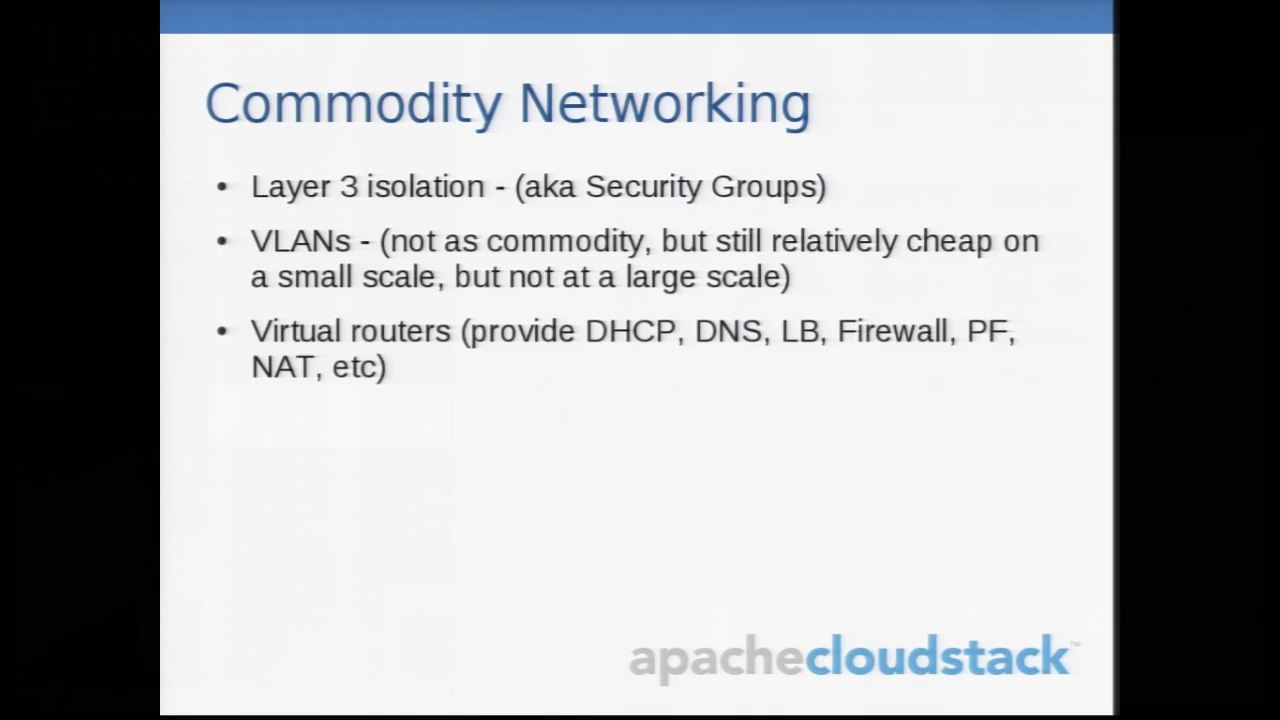 Commodity Networking
• Layer 3 isolation - (aka Security Groups)
• VLANs - (not as commodity, but still relatively cheap on
a small scale, but not at a large scale)
• Virtual routers (provide DHCP, DNS, LB, Firewall, PF,
NAT, etc)
apachecloudstack™